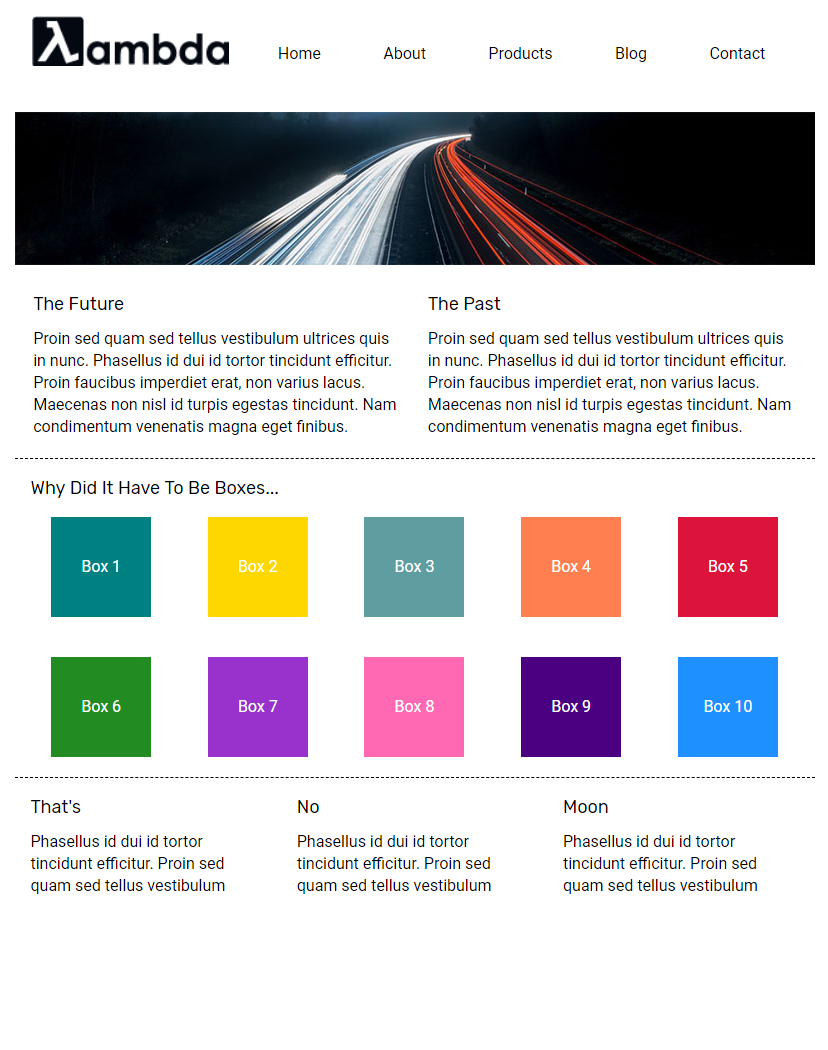 λambda
Home About Products Blog Contact
The Future
Proin sed quam sed tellus vestibulum ultrices quis
in nunc. Phasellus id dui id tortor tincidunt efficitur.
Proin faucibus imperdiet erat, non varius lacus.
Maecenas non nisl id turpis egestas tincidunt. Nam
condimentum venenatis magna eget finibus.
The Past
Proin sed quam sed tellus vestibulum ultrices quis
in nunc. Phasellus id dui id tortor tincidunt efficitur.
Proin faucibus imperdiet erat, non varius lacus.
Maecenas non nisl id turpis egestas tincidunt. Nam
condimentum venenatis magna eget finibus.
Why Did It Have To Be Boxes...
Box 1 Box 2 Box 3 Box 4 Box 5
Box 6 Box 7 Box 8 Box 9 Box 10
That's
Phasellus id dui id tortor
tincidunt efficitur. Proin sed
quam sed tellus vestibulum
No
Phasellus id dui id tortor
tincidunt efficitur. Proin sed
quam sed tellus vestibulum
Moon
Phasellus id dui id tortor
tincidunt efficitur. Proin sed
quam sed tellus vestibulum